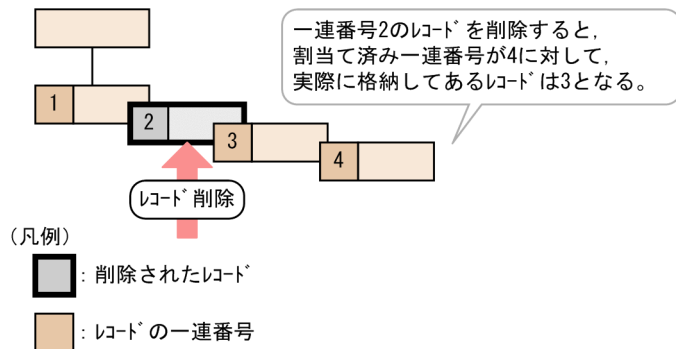 一連番号2のﾚｺｰﾄﾞを削除すると,
割当て済み一連番号が4に対して,
実際に格納してあるﾚｺｰﾄﾞは3となる。
1
2
3
4
ﾚｺｰﾄﾞ削除
(凡例)
: 削除されたﾚｺｰﾄﾞ
: ﾚｺｰﾄﾞの一連番号